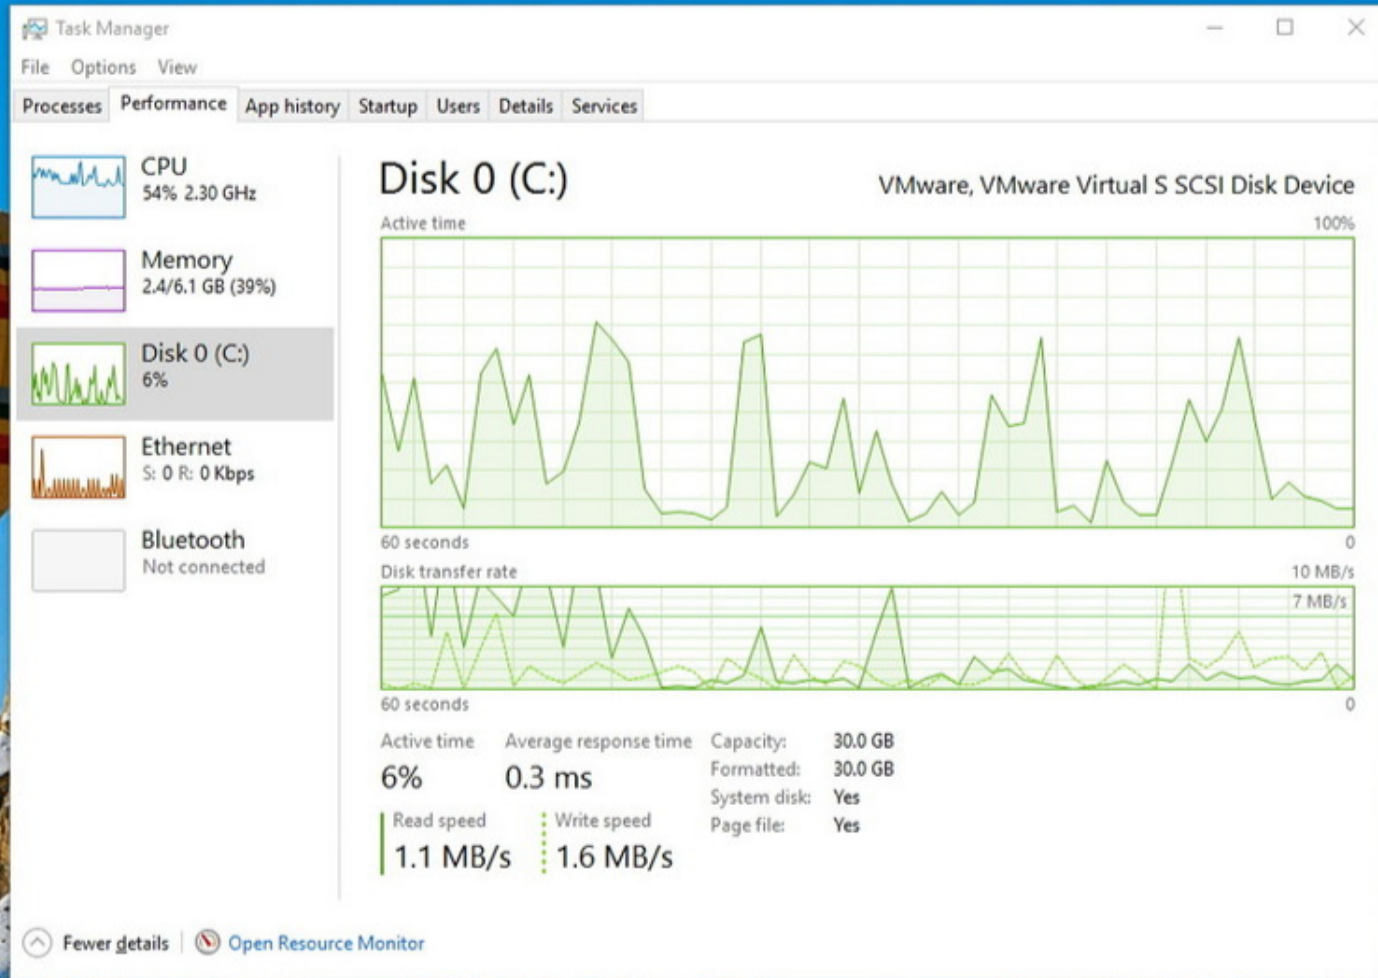 Task Manager
File Options View
Processes Performance App history Startup Users Details Services
CPU
54% 2.30 GHz
Memory
2.4/6.1 GB (39%)
Disk 0 (C:)
6%
Ethernet
S: 0 R: 0 Kbps
Bluetooth
Not connected
Disk 0 (C:) VMware, VMware Virtual S SCSI Disk Device
Active time 100%
60 seconds 0
Disk transfer rate 10 MB/s
7 MB/s
60 seconds 0
Active time Average response time
6% 0.3 ms
Read speed Write speed
1.1 MB/s 1.6 MB/s
Capacity: 30.0 GB
Formatted: 30.0 GB
System disk: Yes
Page file: Yes
Fewer details Open Resource Monitor